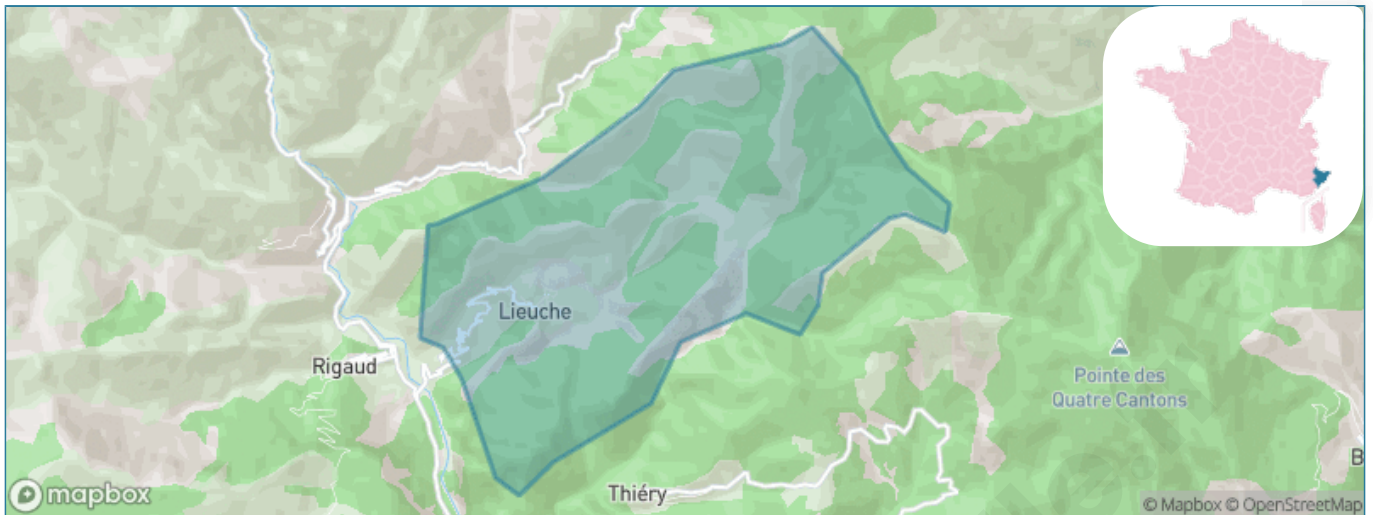 Lieuche
Rigaud
Pointe des
Quatre Cantons
B
Thiéry
mapbox
© Mapbox © OpenStreetMap